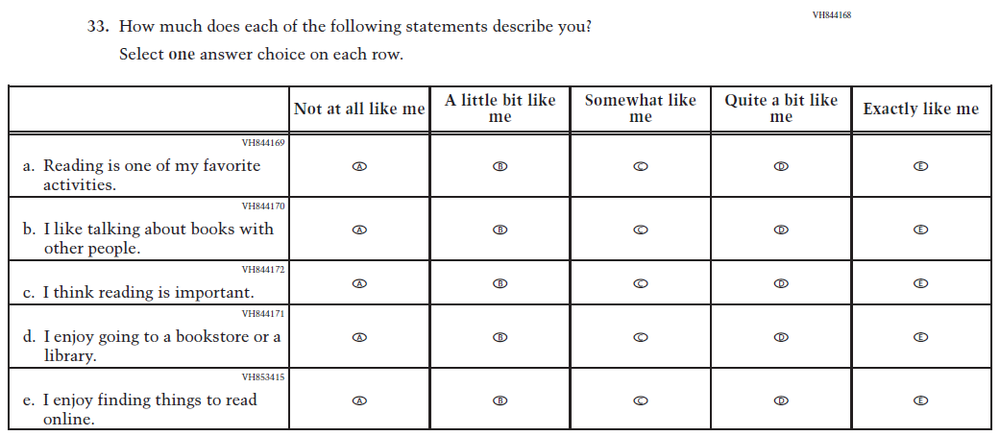 VH844168
33. How much does each of the following statements describe you?
Select one answer choice on each row.
Not at all like me
A little bit like
me
Somewhat like
me
Quite a bit like
me
Exactly like me
VH844169
a. Reading is one of my favorite
activities.
A B C D E
VH844170
b. I like talking about books with
other people.
A B C D E
VH844172
c. I think reading is important.
A B C D E
VH844171
d. I enjoy going to a bookstore or a
library.
A B C D E
VH853415
e. I enjoy finding things to read
online.
A B C D E